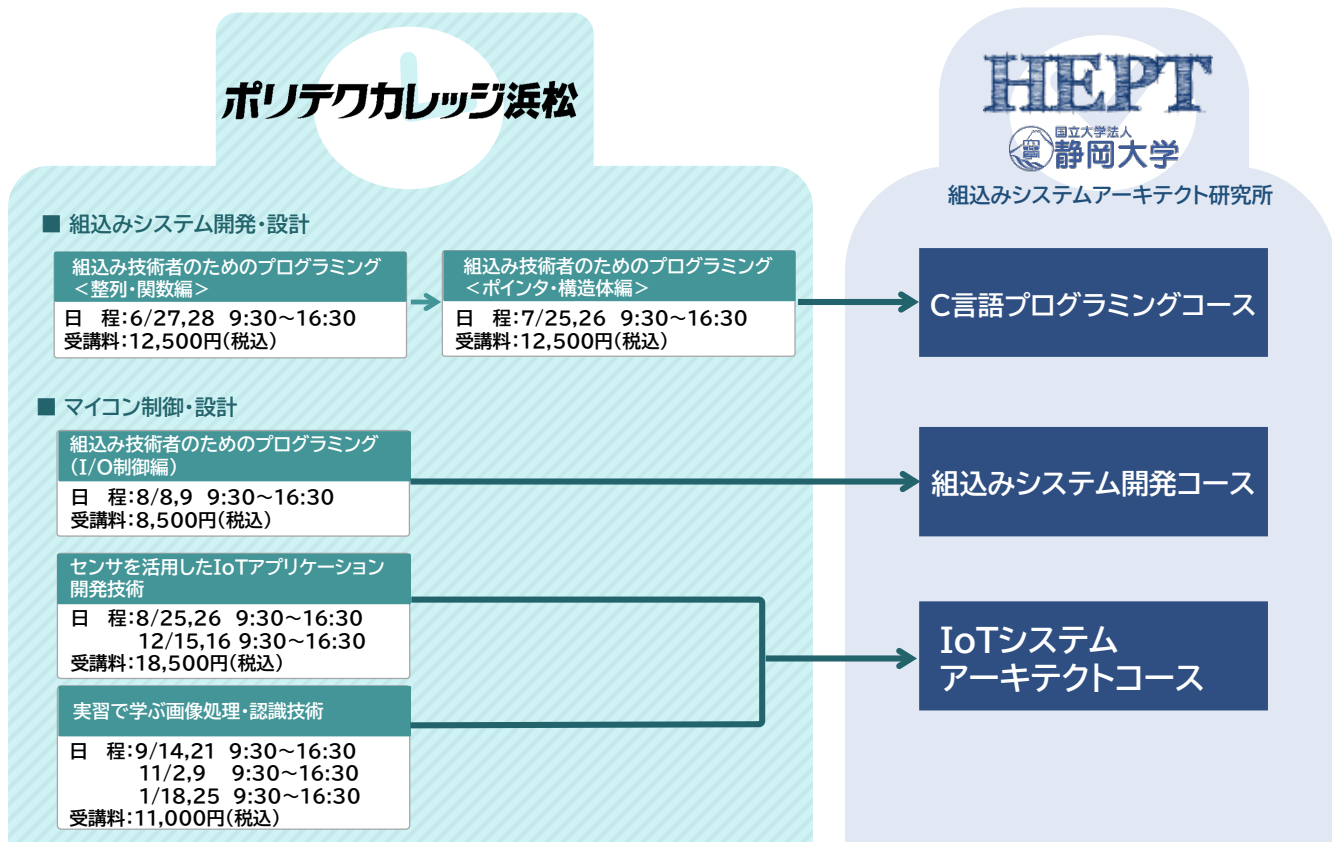 ポリテクカレッジ浜松
HEPT
国立大学法人
静岡大学
組込みシステムアーキテクト研究所
■ 組込みシステム開発・設計
組込み技術者のためのプログラミング
<整列・関数編>
日 程:6/27,28 9:30~16:30
受講料:12,500円(税込)
組込み技術者のためのプログラミング
<ポインタ・構造体編>
日 程:7/25,26 9:30~16:30
受講料:12,500円(税込)
C言語プログラミングコース
■ マイコン制御・設計
組込み技術者のためのプログラミング
(I/O制御編)
日 程:8/8,9 9:30~16:30
受講料:8,500円(税込)
組込みシステム開発コース
センサを活用したIoTアプリケーション
開発技術
日 程:8/25,26 9:30~16:30
12/15,16 9:30~16:30
受講料:18,500円(税込)
実習で学ぶ画像処理・認識技術
日 程:9/14,21 9:30~16:30
11/2,9 9:30~16:30
1/18,25 9:30~16:30
受講料:11,000円(税込)
IoTシステム
アーキテクトコース